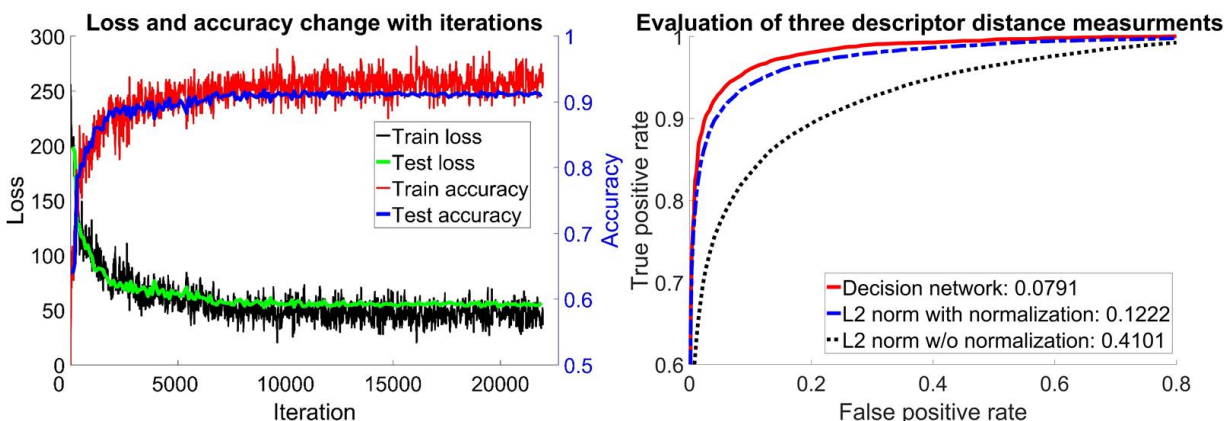 Loss and accuracy change with iterations
300
250
200
150
100
50
0
Loss
1
0.9
0.8
0.7
0.6
0.5
Accuracy
Train loss
Test loss
Train accuracy
Test accuracy
0
5000
10000
15000
20000
Iteration
Evaluation of three descriptor distance measurments
1
0.9
0.8
0.7
0.6
True positive rate
Decision network: 0.0791
L2 norm with normalization: 0.1222
L2 norm w/o normalization: 0.4101
0
0.2
0.4
0.6
0.8
False positive rate